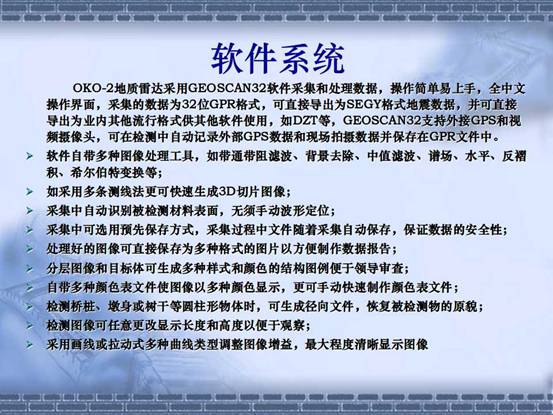 软件系统
OKO-2地质雷达采用GEOSCAN32软件采集和处理数据，操作简单易上手，全中文
操作界面，采集的数据为32位GPR格式，可直接导出为SEGY格式地震数据，并可直接
导出为业内其他流行格式供其他软件使用，如DZT等，GEOSCAN32支持外接GPS和视
频摄像头，可在检测中自动记录外部GPS数据和现场拍摄数据并保存在GPR文件中。
软件自带多种图像处理工具，如带通带阻滤波、背景去除、中值滤波、谱场、水平、反褶
积、希尔伯特变换等；
如采用多条测线法更可快速生成3D切片图像；
采集中自动识别被检测材料表面，无须手动波形定位；
采集中可选用预先保存方式，采集过程中文件随着采集自动保存，保证数据的安全性；
处理好的图像可直接保存为多种格式的图片以方便制作数据报告；
分层图像和目标体可生成多种样式和颜色的结构图例便于领导审查；
自带多种颜色表文件使图像以多种颜色显示，更可手动快速制作颜色表文件；
检测桥桩、墩身或树干等圆柱形物体时，可生成径向文件，恢复被检测物的原貌；
检测图像可任意更改显示长度和高度以便于观察；
采用画线或拉动式多种曲线类型调整图像增益，最大程度清晰显示图像